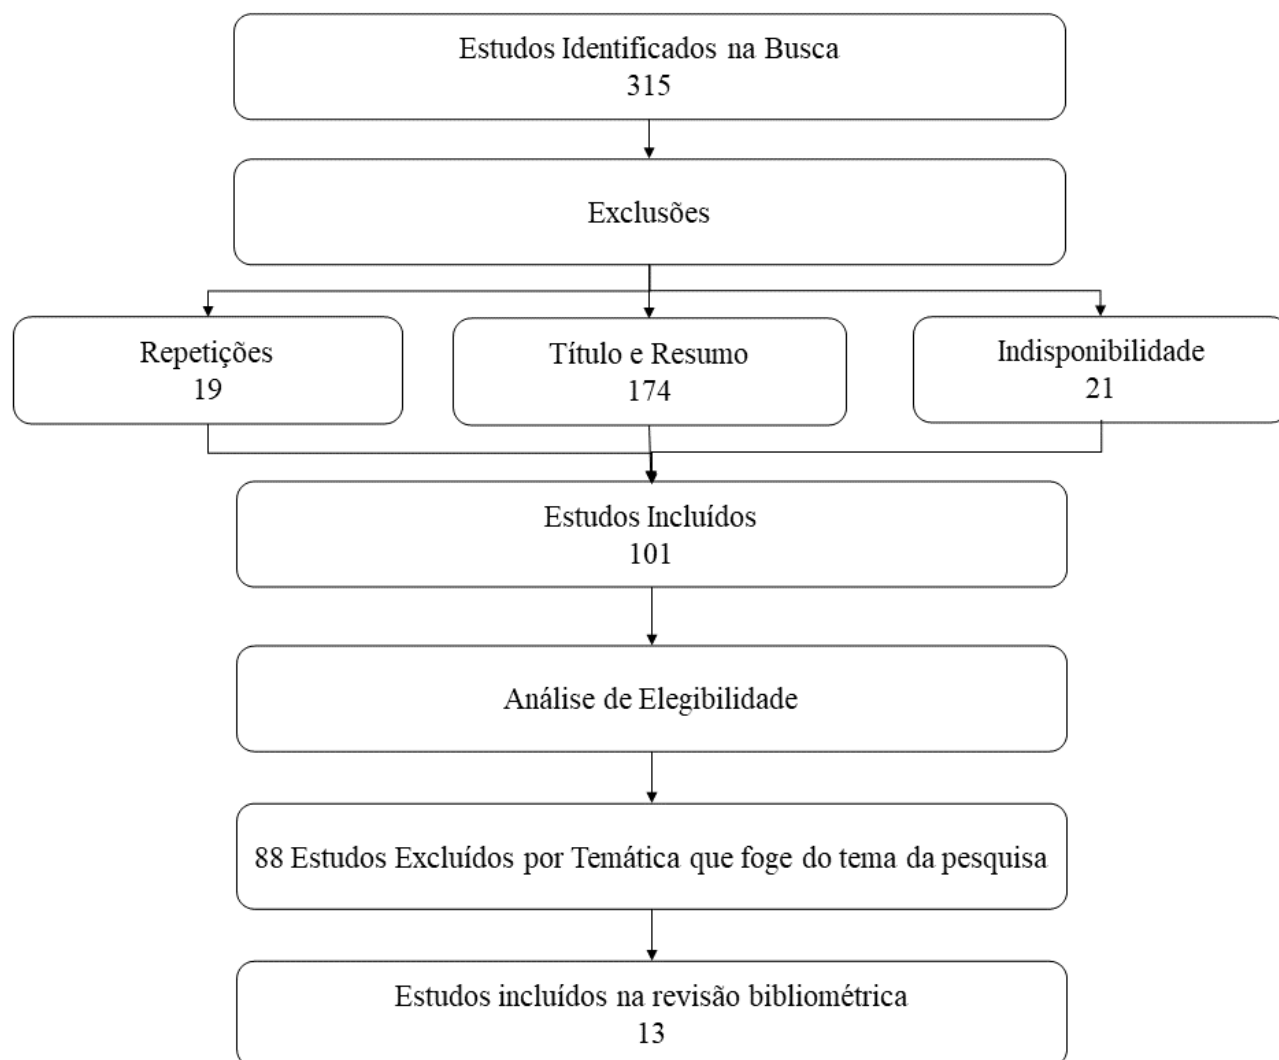 Estudos Identificados na Busca
315
Exclusões
Repetições
19
Título e Resumo
174
Indisponibilidade
21
Estudos Incluídos
101
Análise de Elegibilidade
88 Estudos Excluídos por Temática que foge do tema da pesquisa
Estudos incluídos na revisão bibliométrica
13